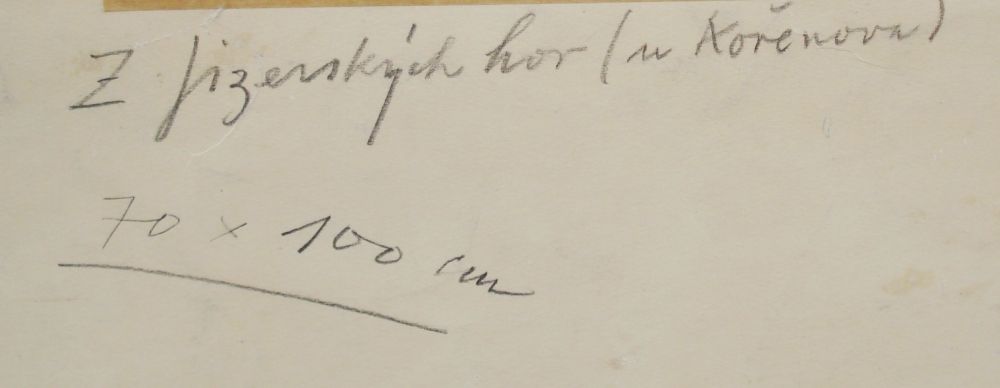 Z Jizerských hor (u Kořenova)
70 x 100 cm